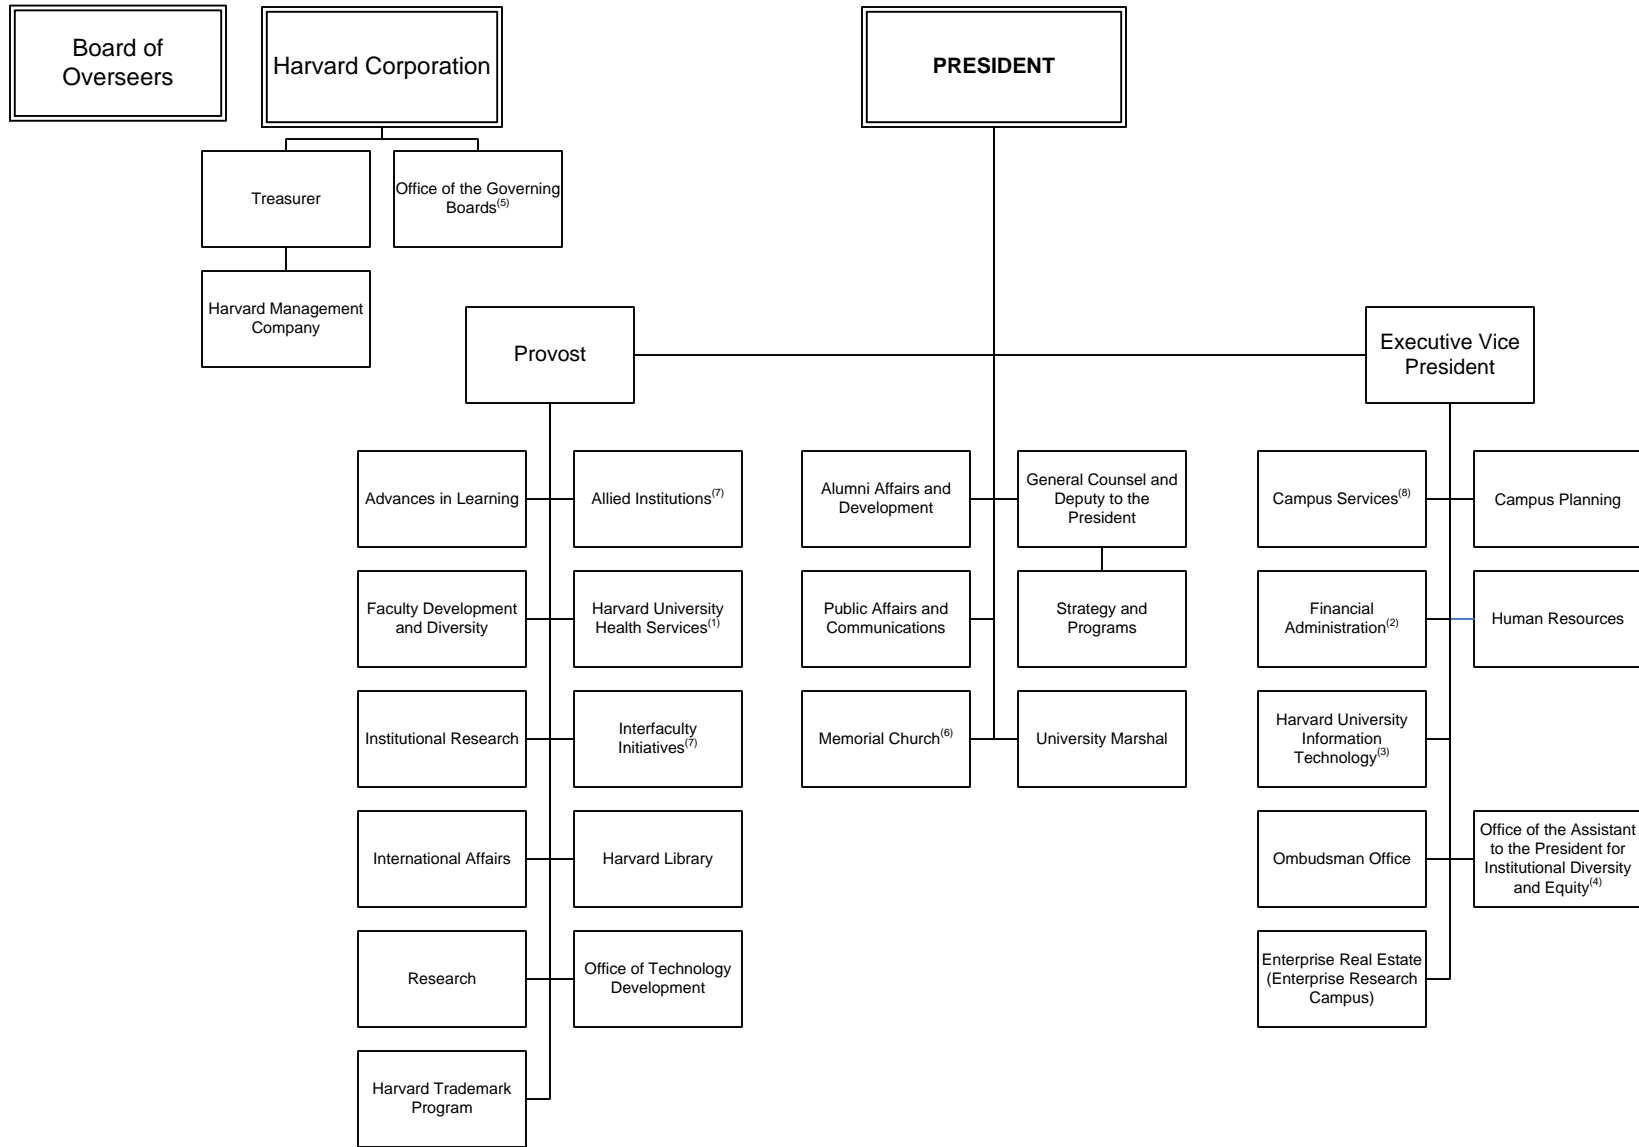 Board of
Overseers
Harvard Corporation
PRESIDENT
Treasurer
Office of the Governing
Boards(5)
Harvard Management
Company
Provost
Executive Vice
President
Advances in Learning
Allied Institutions(7)
Alumni Affairs and
Development
General Counsel and
Deputy to the
President
Campus Services(8)
Campus Planning
Faculty Development
and Diversity
Harvard University
Health Services(1)
Public Affairs and
Communications
Strategy and
Programs
Financial
Administration(2)
Human Resources
Institutional Research
Interfaculty
Initiatives(7)
Memorial Church(6)
University Marshal
Harvard University
Information
Technology(3)
International Affairs
Harvard Library
Ombudsman Office
Office of the Assistant
to the President for
Institutional Diversity
and Equity(4)
Research
Office of Technology
Development
Enterprise Real Estate
(Enterprise Research
Campus)
Harvard Trademark
Program